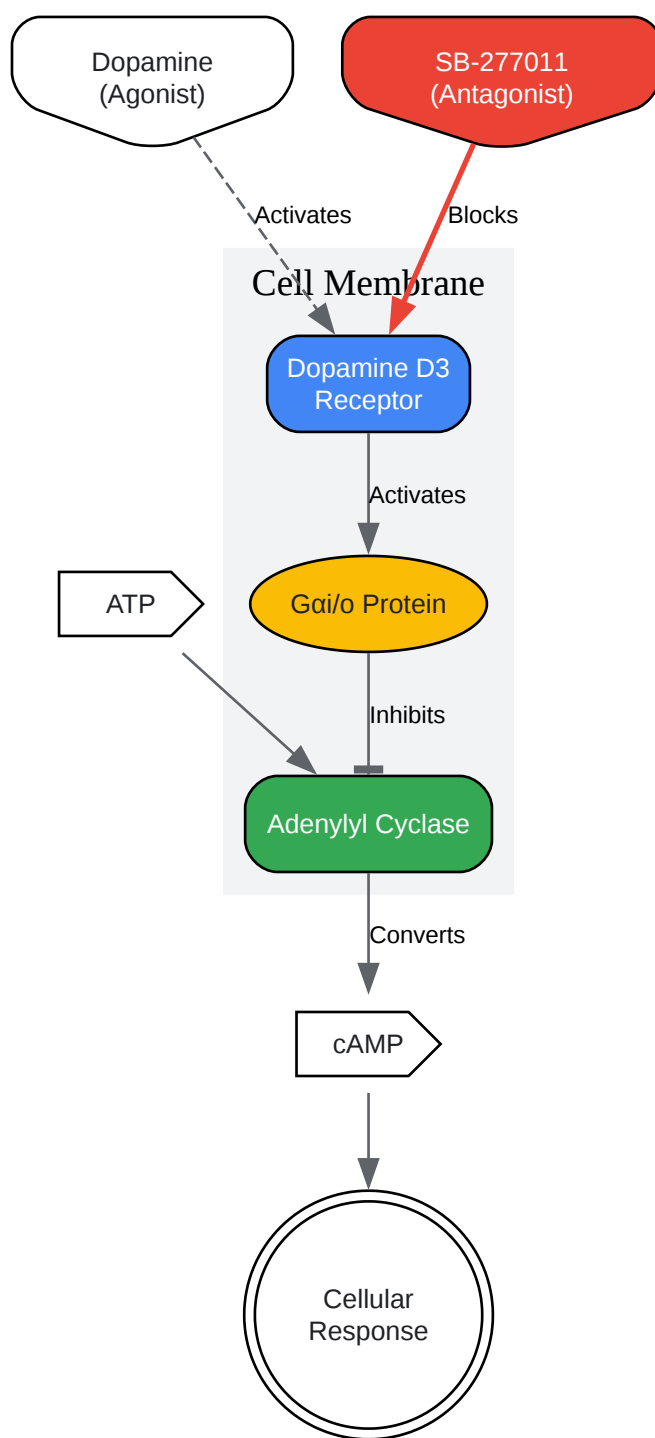 Dopamine
(Agonist)
SB-277011
(Antagonist)
Activates
Blocks
Cell Membrane
Dopamine D3
Receptor
Activates
ATP
Gαi/o Protein
Inhibits
Adenylyl Cyclase
Converts
cAMP
Cellular
Response